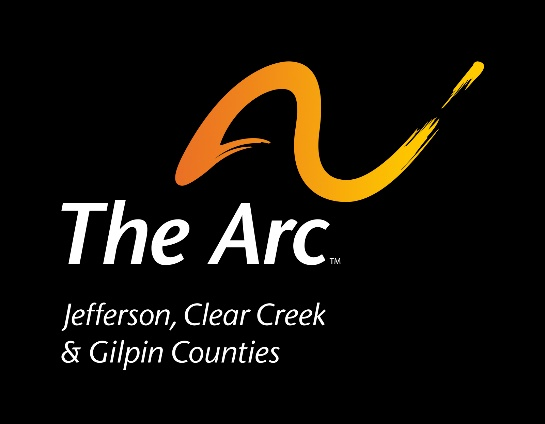 The Arc™
Jefferson, Clear Creek
& Gilpin Counties